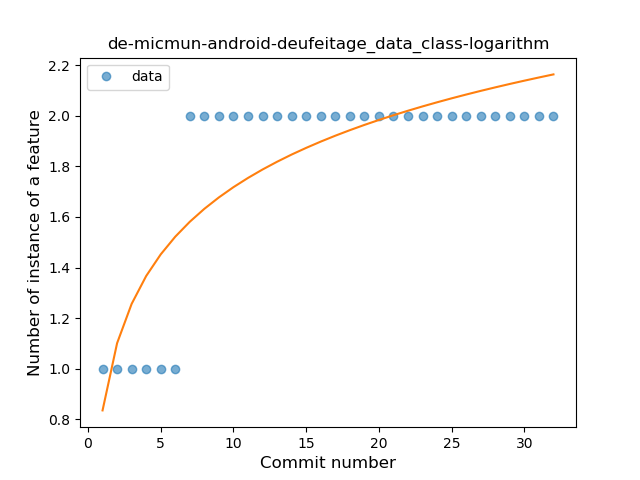 de-micmun-android-deufeitage_data_class-logarithm
data
Number of instance of a feature
2.2
2.0
1.8
1.6
1.4
1.2
1.0
0.8
0 5 10 15 20 25 30
Commit number